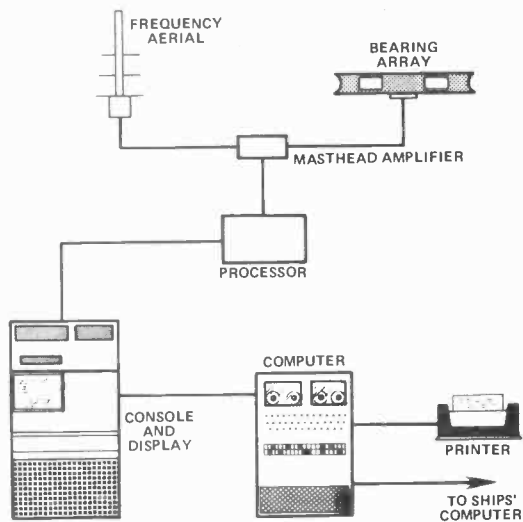 FREQUENCY
AERIAL
BEARING
ARRAY
MASTHEAD AMPLIFIER
PROCESSOR
COMPUTER
CONSOLE
AND
DISPLAY
PRINTER
TO SHIPS'
COMPUTER